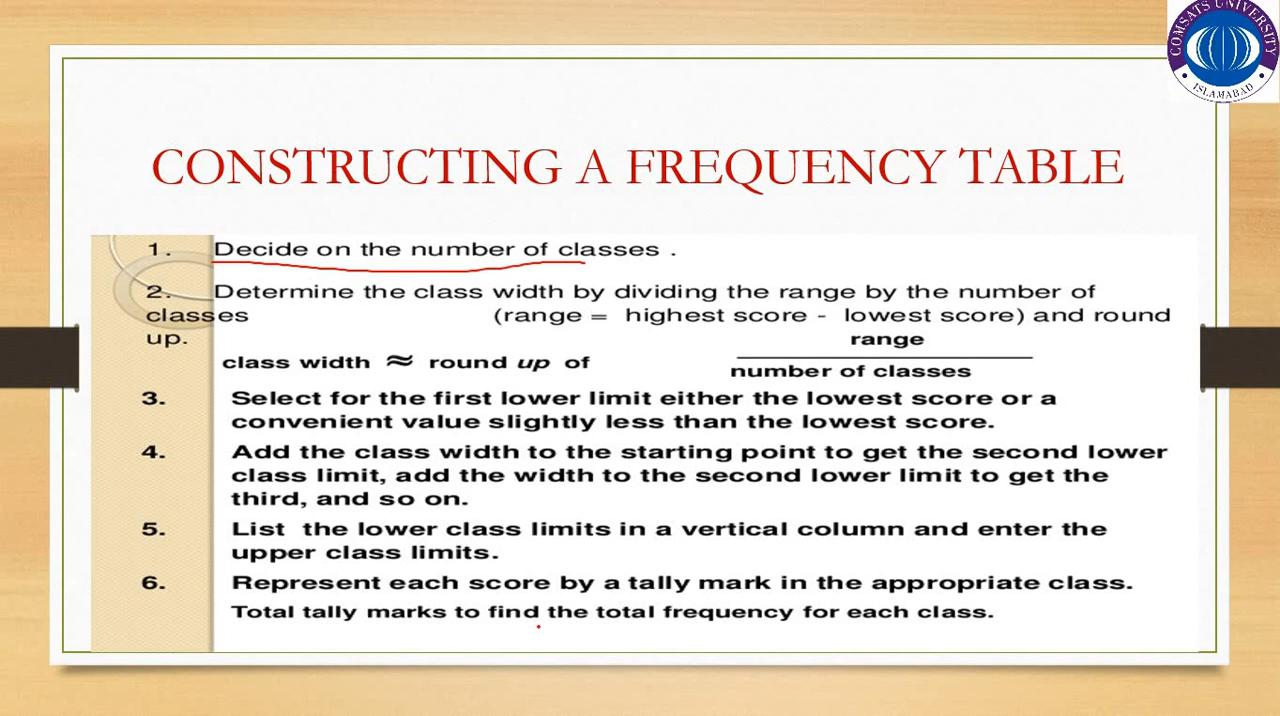 COMSATS UNIVERSITY
ISLAMABAD
CONSTRUCTING A FREQUENCY TABLE
1. Decide on the number of classes .
2. Determine the class width by dividing the range by the number of
classes (range = highest score - lowest score) and round
up.
range
class width ≈ round up of
number of classes
3. Select for the first lower limit either the lowest score or a
convenient value slightly less than the lowest score.
4. Add the class width to the starting point to get the second lower
class limit, add the width to the second lower limit to get the
third, and so on.
5. List the lower class limits in a vertical column and enter the
upper class limits.
6. Represent each score by a tally mark in the appropriate class.
Total tally marks to find the total frequency for each class.